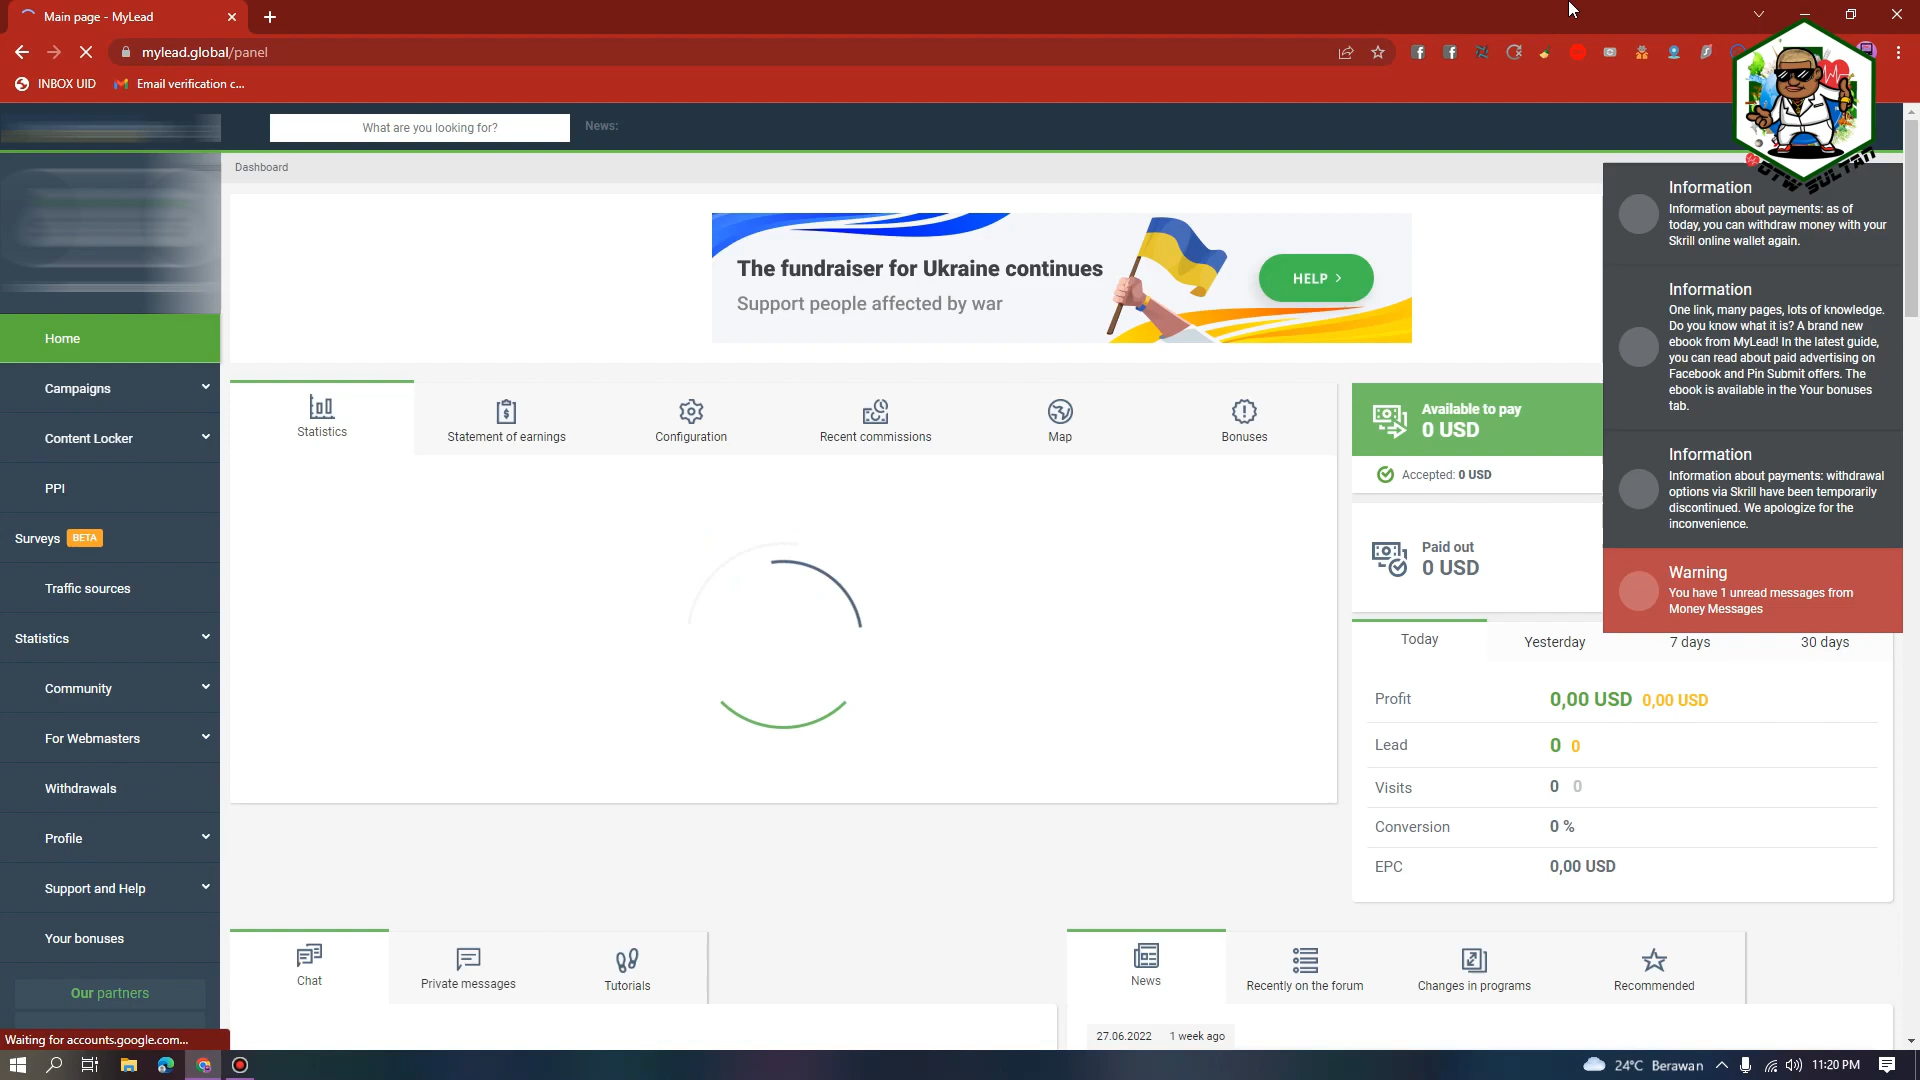 Main page - MyLead
mylead.global/panel
INBOX UID
Email verification c...
What are you looking for?
News:
Dashboard
OTW SULTAN
The fundraiser for Ukraine continues
Support people affected by war
HELP >
Information
Information about payments: as of
today, you can withdraw money with your
Skrill online wallet again.
Information
One link, many pages, lots of knowledge.
Do you know what it is? A brand new
ebook from MyLead! In the latest guide,
you can read about paid advertising on
Facebook and Pin Submit offers. The
ebook is available in the Your bonuses
tab.
Information
Information about payments: withdrawal
options via Skrill have been temporarily
discontinued. We apologize for the
inconvenience.
Warning
You have 1 unread messages from
Money Messages
Home
Campaigns
Content Locker
PPI
Surveys BETA
Traffic sources
Statistics
Community
For Webmasters
Withdrawals
Profile
Support and Help
Your bonuses
Our partners
Statistics
Statement of earnings
Configuration
Recent commissions
Map
Bonuses
Available to pay
0 USD
Accepted: 0 USD
Paid out
0 USD
Today
Yesterday
7 days
30 days
Profit 0,00 USD 0,00 USD
Lead 0 0
Visits 0 0
Conversion 0 %
EPC 0,00 USD
Chat
Private messages
Tutorials
News
Recently on the forum
Changes in programs
Recommended
27.06.2022 1 week ago
Waiting for accounts.google.com...
24°C Berawan
11:20 PM